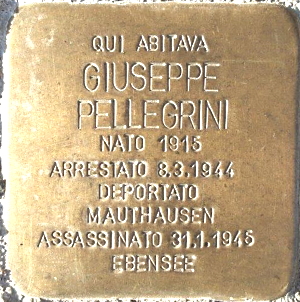 QUI ABITAVA
GIUSEPPE
PELLEGRINI
NATO 1915
ARRESTATO 8.3.1944
DEPORTATO
MAUTHAUSEN
ASSASSINATO 31.1.1945
EBENSEE